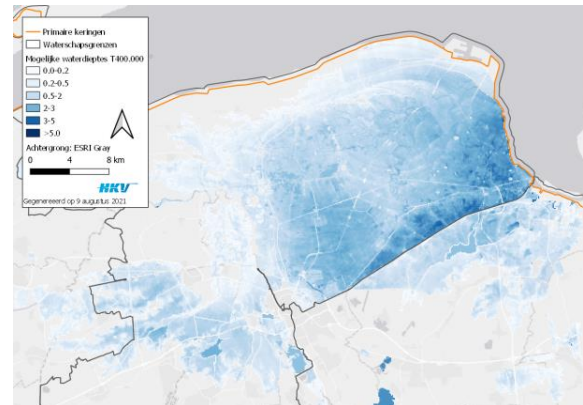 Primaire keringen
Waterschapsgrenzen
Mogelijke waterdieptes T400.000
0.0-0.2
0.2-0.5
0.5-2
2-3
3-5
>5.0
Achtergrong: ESRI Gray
0 4 8 km
HKV
Gegenereerd op 9 augustus 2021